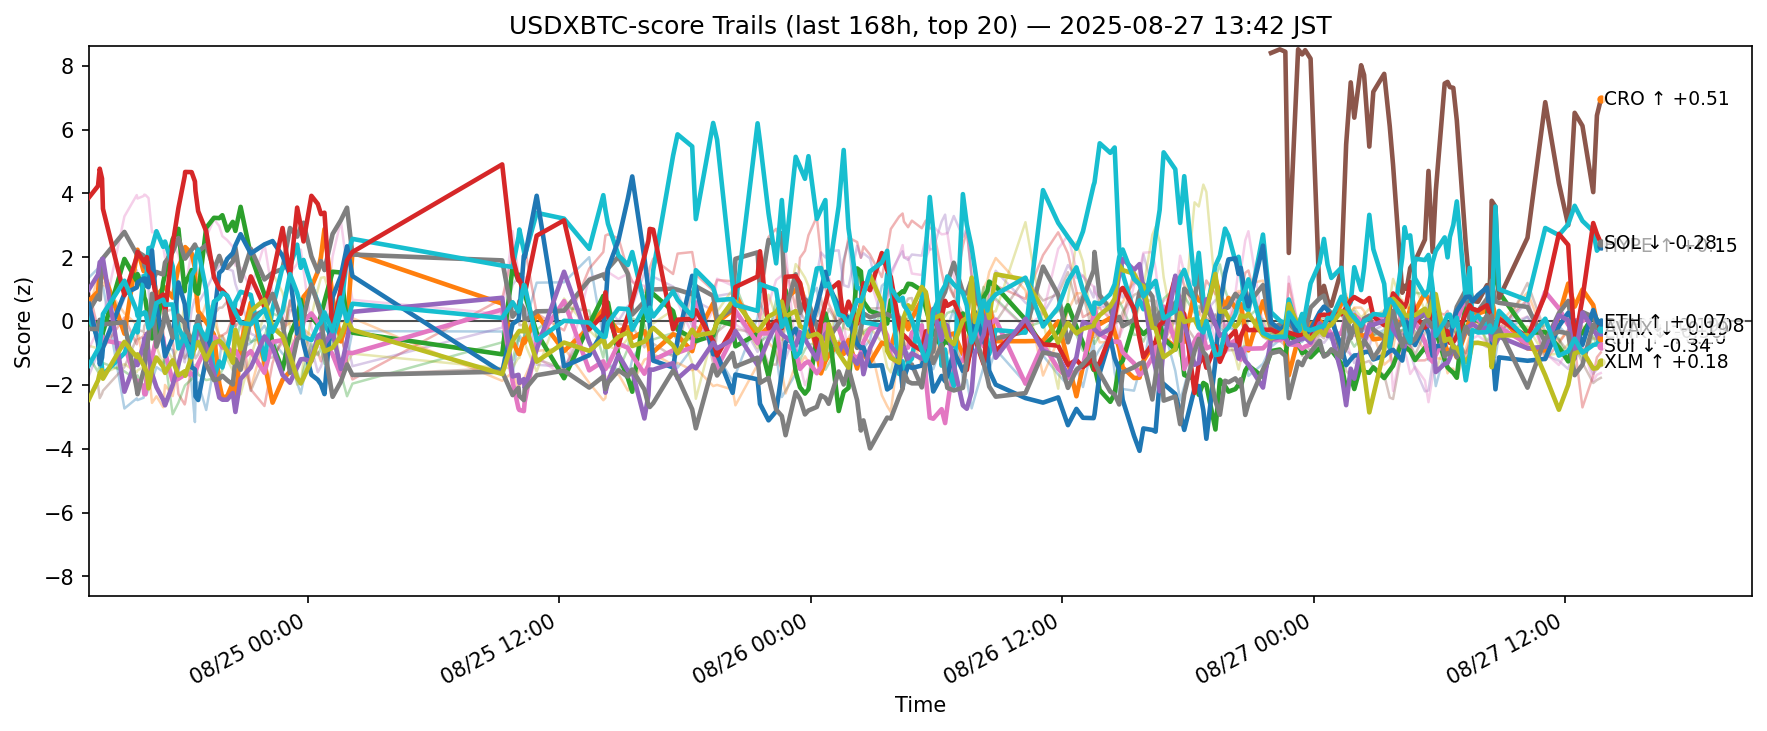 USDXBTC-score Trails (last 168h, top 20) — 2025-08-27 13:42 JST
Score (z)
8
6
4
2
0
−2
−4
−6
−8
CRO ↑ +0.51
SOL ↓ -0.28
HYPE ↑ +0.15
ETH ↑ +0.07
SUI ↓ -0.34
XLM ↑ +0.18
08/25 00:00
08/25 12:00
08/26 00:00
08/26 12:00
08/27 00:00
08/27 12:00
Time